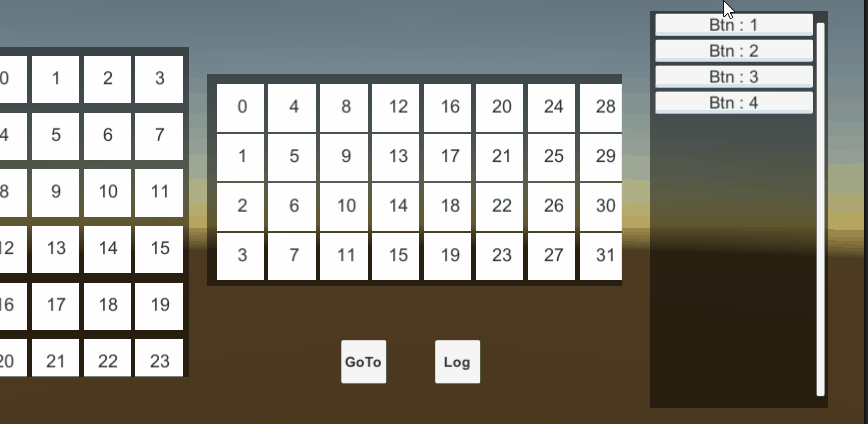 0 1 2 3
4 5 6 7
8 9 10 11
12 13 14 15
16 17 18 19
20 21 22 23
0 4 8 12 16 20 24 28
1 5 9 13 17 21 25 29
2 6 10 14 18 22 26 30
3 7 11 15 19 23 27 31
GoTo Log
Btn : 1
Btn : 2
Btn : 3
Btn : 4